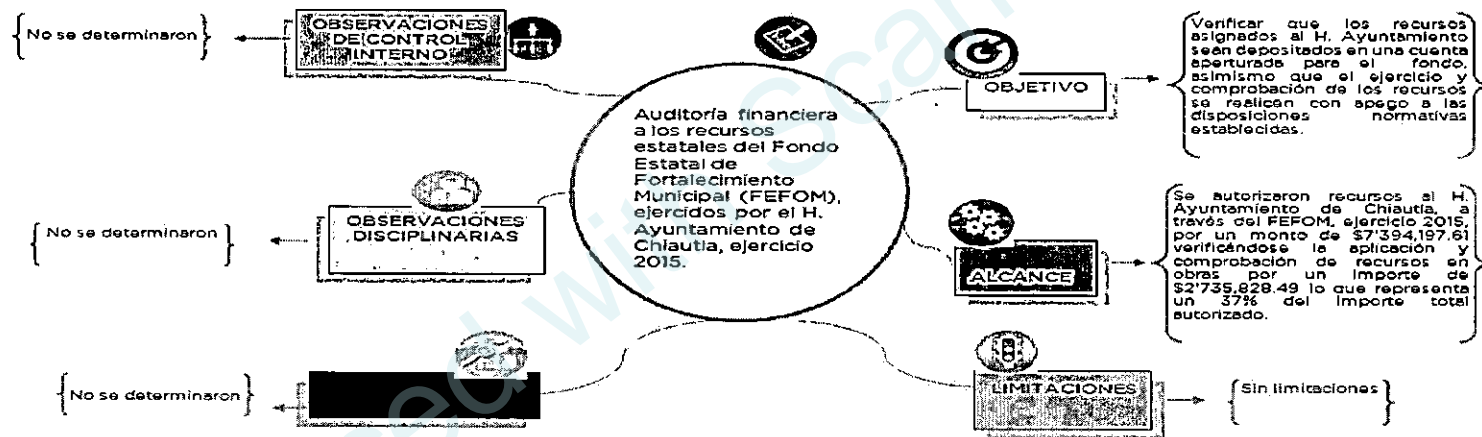 OBSERVACIONES
DE CONTROL
INTERNO
{No se determinaron}
Verificar que los recursos
asignados al H. Ayuntamiento
sean depositados en una cuenta
aperturada para el fondo,
asimismo que el ejercicio y
comprobación de los recursos
se realicen con apego a las
disposiciones normativas
establecidas.
OBJETIVO
Auditoría financiera
a los recursos
estatales del Fondo
Estatal de
Fortalecimiento
Municipal (FEFOM),
ejercidos por el H.
Ayuntamiento de
Chiautla, ejercicio
2015.
OBSERVACIONES
DISCIPLINARIAS
{No se determinaron}
Se autorizaron recursos al H.
Ayuntamiento de Chiautla, a
través del FEFOM, ejercicio 2015,
por un monto de $7'394,197.61
verificándose la aplicación y
comprobación de recursos en
obras por un importe de
$2'735,828.49 lo que representa
un 37% del importe total
autorizado.
ALCANCE
{No se determinaron}
LIMITACIONES
{Sin limitaciones}